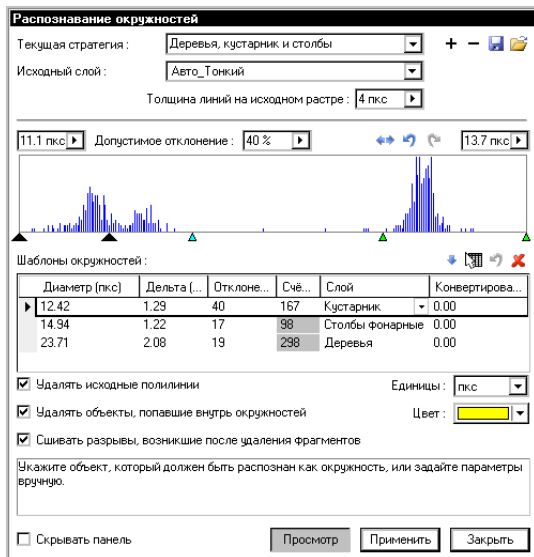 Распознавание окружностей
Текущая стратегия : Деревья, кустарник и столбы
Исходный слой : Авто_Тонкий
Толщина линий на исходном растре : 4 пкс
11.1 пкс Допустимое отклонение : 40 % 13.7 пкс
Шаблоны окружностей :
Диаметр (пкс) Дельта (... Отклоне... Счё... Слой Конвертирова...
12.42 1.29 40 167 Кустарник 0.00
14.94 1.22 17 98 Столбы фонарные 0.00
23.71 2.08 19 298 Деревья 0.00
Удалять исходные полилинии Единицы : пкс
Удалять объекты, попавшие внутрь окружностей Цвет :
Сшивать разрывы, возникшие после удаления фрагментов
Укажите объект, который должен быть распознан как окружность, или задайте параметры
вручную.
Скрывать панель Просмотр Применить Закрыть